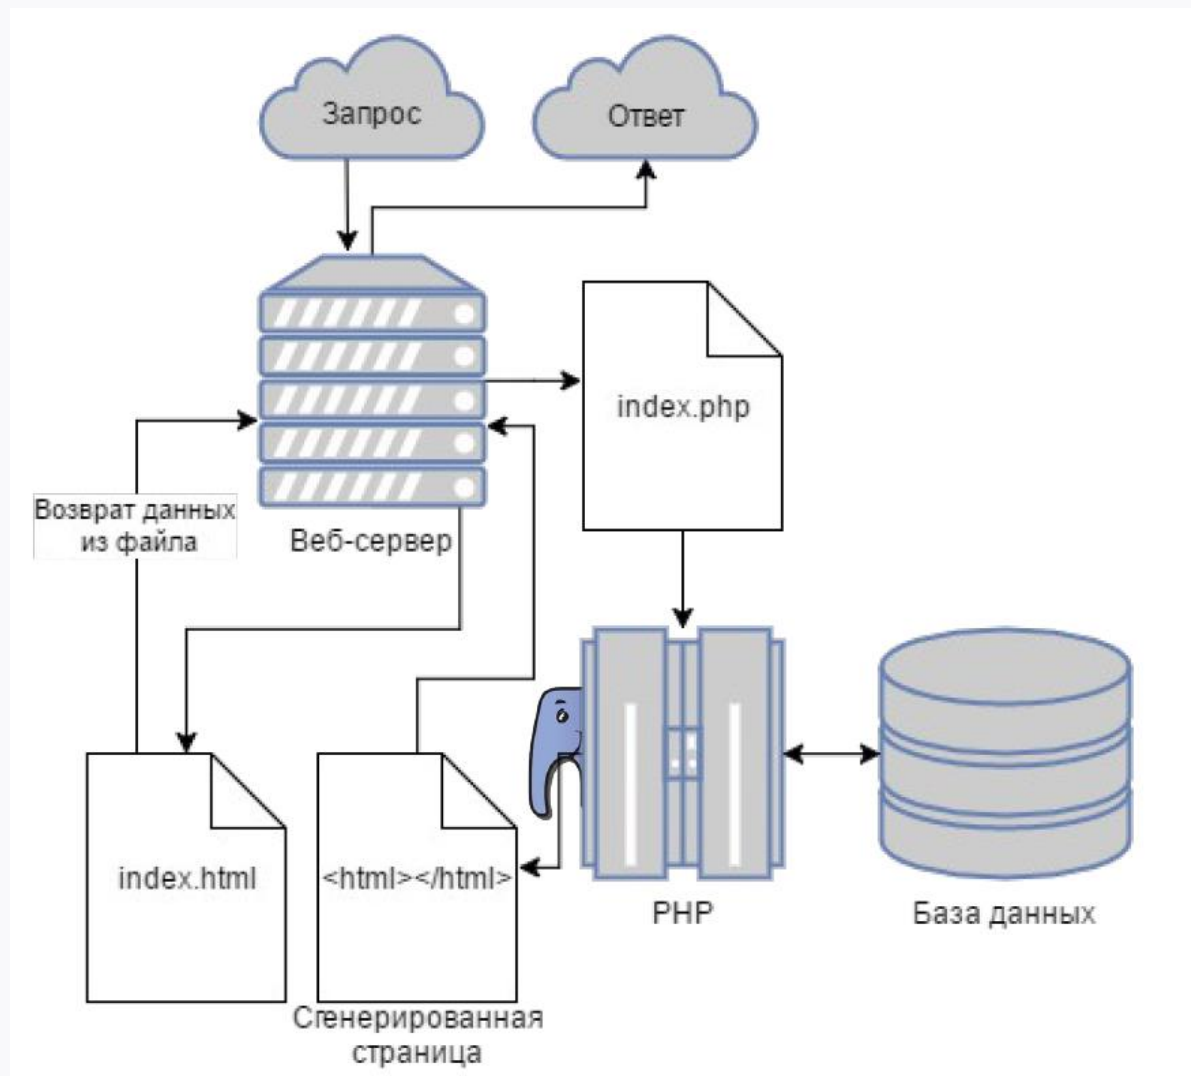 Запрос
Ответ
index.php
Возврат данных
из файла
Веб-сервер
index.html
<html></html>
PHP
База данных
Сгенерированная
страница